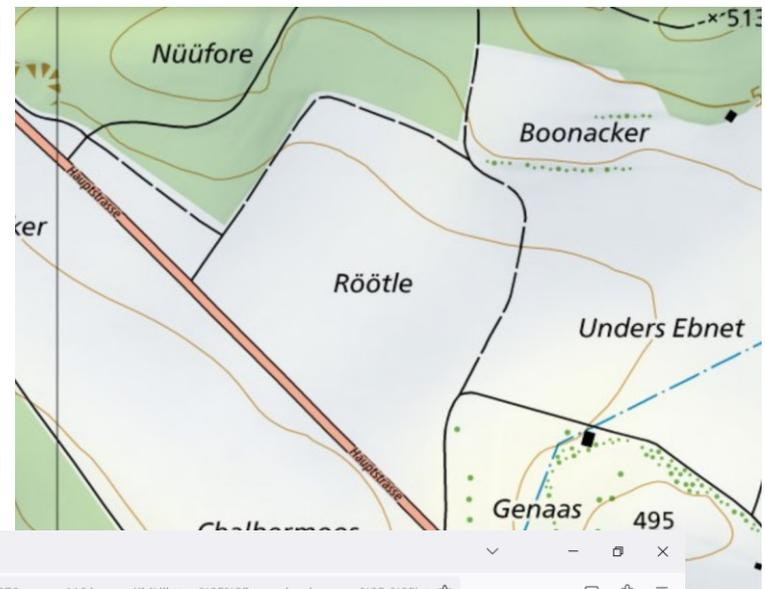 Nüüfore
513
Boonacker
Hauptstrasse
ker
Röötle
Unders Ebnet
Hauptstrasse
Genaas
495